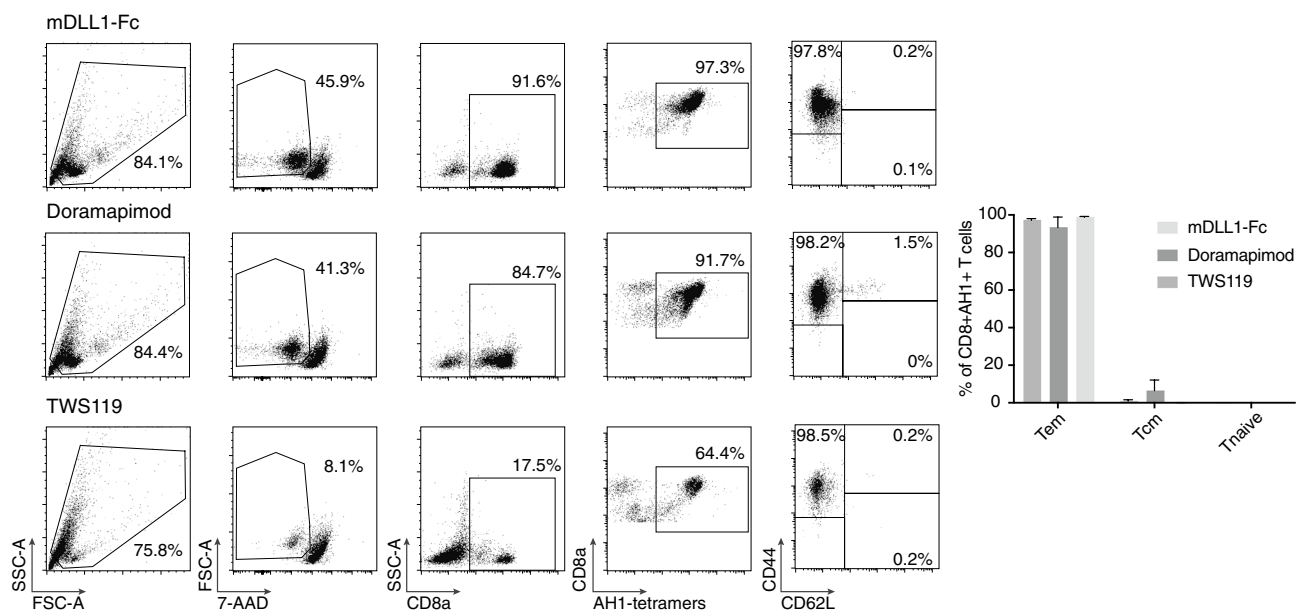 mDLL1-Fc
84.1%
45.9%
91.6%
97.3%
97.8%
0.2%
0.1%
Doramapimod
84.4%
41.3%
84.7%
91.7%
98.2%
1.5%
0%
TWS119
75.8%
8.1%
17.5%
64.4%
98.5%
0.2%
0.2%
SSC-A
FSC-A
FSC-A
7-AAD
SSC-A
CD8a
CD8a
AH1-tetramers
CD44
CD62L
% of CD8+AH1+ T cells
100
80
60
40
20
0
Tem
Tcm
Tnaive
mDLL1-Fc
Doramapimod
TWS119